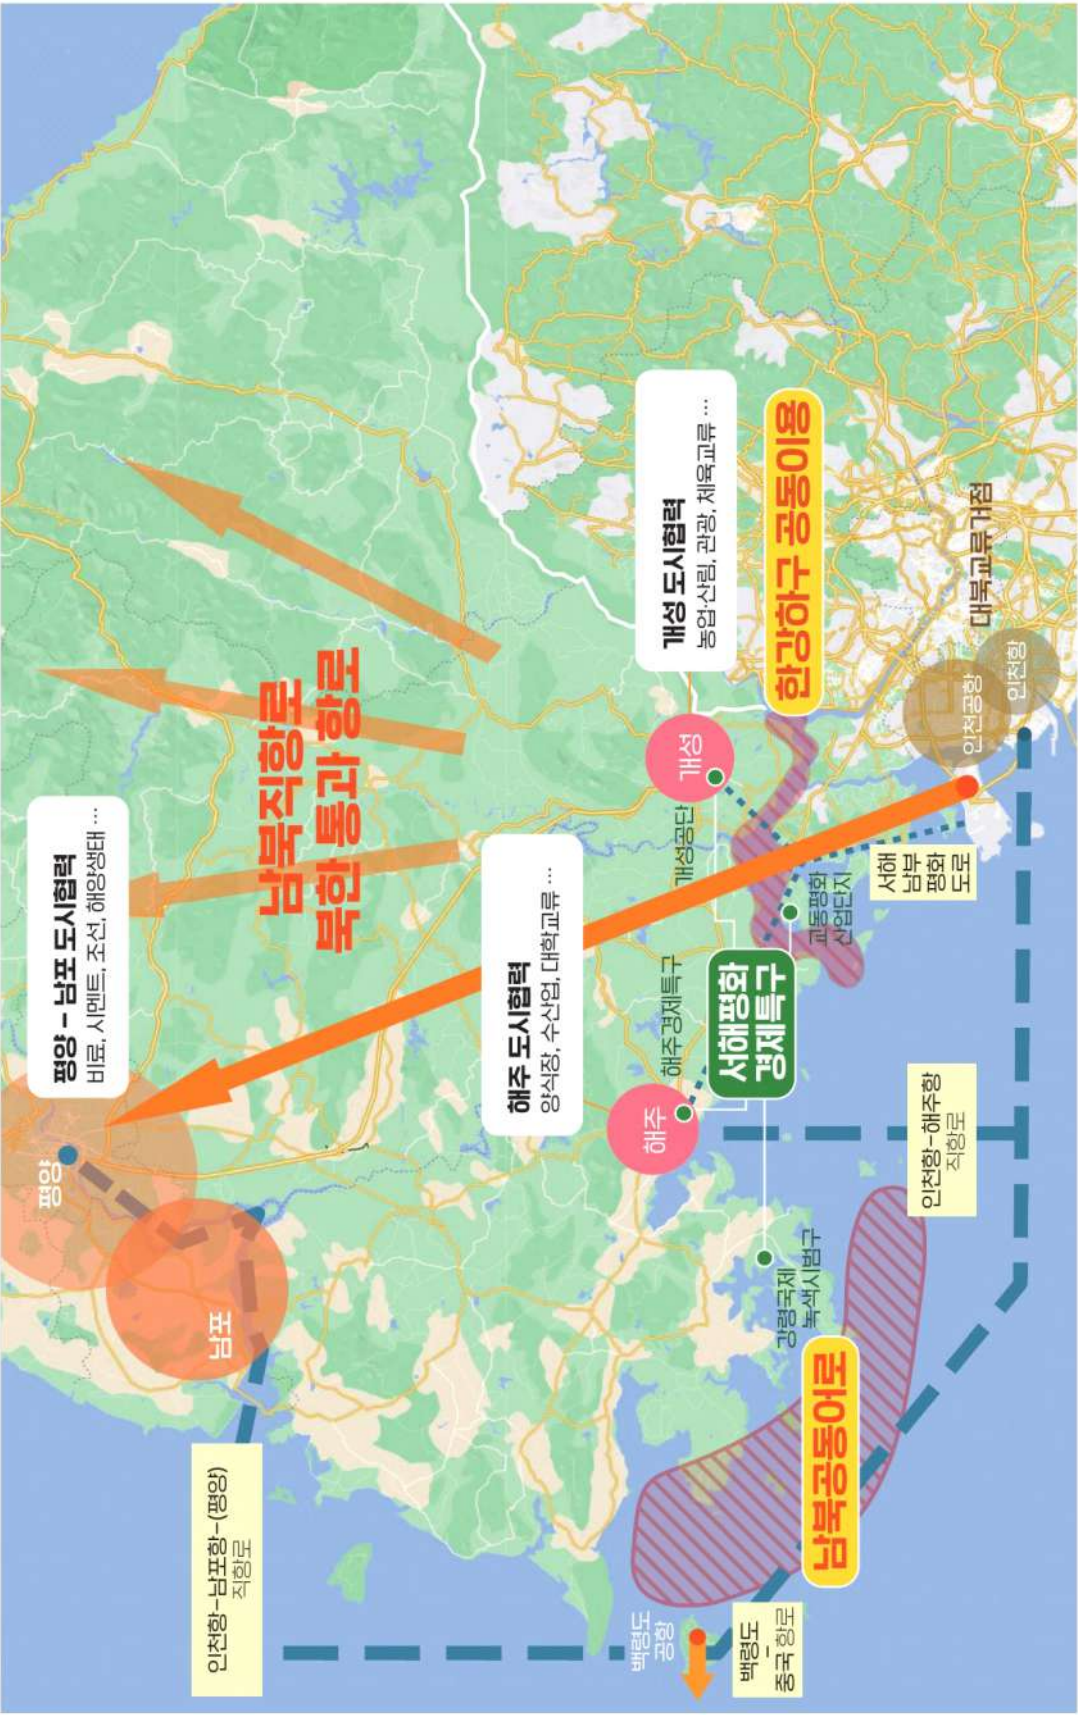 평양 – 남포 도시협력
비료, 시멘트, 조선, 해양생태 …
평양
남포
인천항–남포항–(평양)
직항로
남북직항로
북한 통과 항로
해주 도시협력
양식장, 수산업, 대학교류 …
개성 도시협력
농업·산림, 관광, 체육교류 …
개성
개성공단
해주
해주경제특구
서해평화
경제특구
한강하구 공동이용
교동평화
산업단지
강령국제
녹색시범구
남북공동어로
백령도
공항
백령도
–
중국 항로
인천항–해주항
직항로
서해
남부
평화
도로
인천공항
인천항
대북교류거점